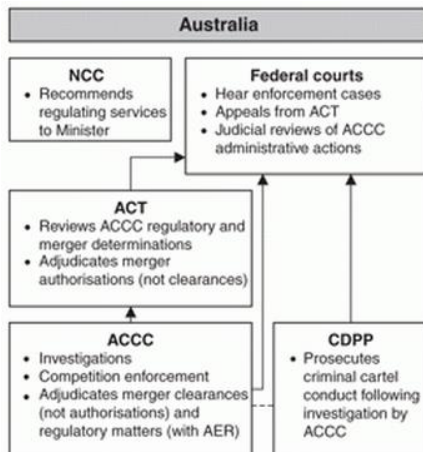 Australia
NCC
• Recommends
regulating services
to Minister
Federal courts
• Hear enforcement cases
• Appeals from ACT
• Judicial reviews of ACCC
administrative actions
ACT
• Reviews ACCC regulatory and
merger determinations
• Adjudicates merger
authorisations (not clearances)
ACCC
• Investigations
• Competition enforcement
• Adjudicates merger clearances
(not authorisations) and
regulatory matters (with AER)
CDPP
• Prosecutes
criminal cartel
conduct following
investigation by
ACCC